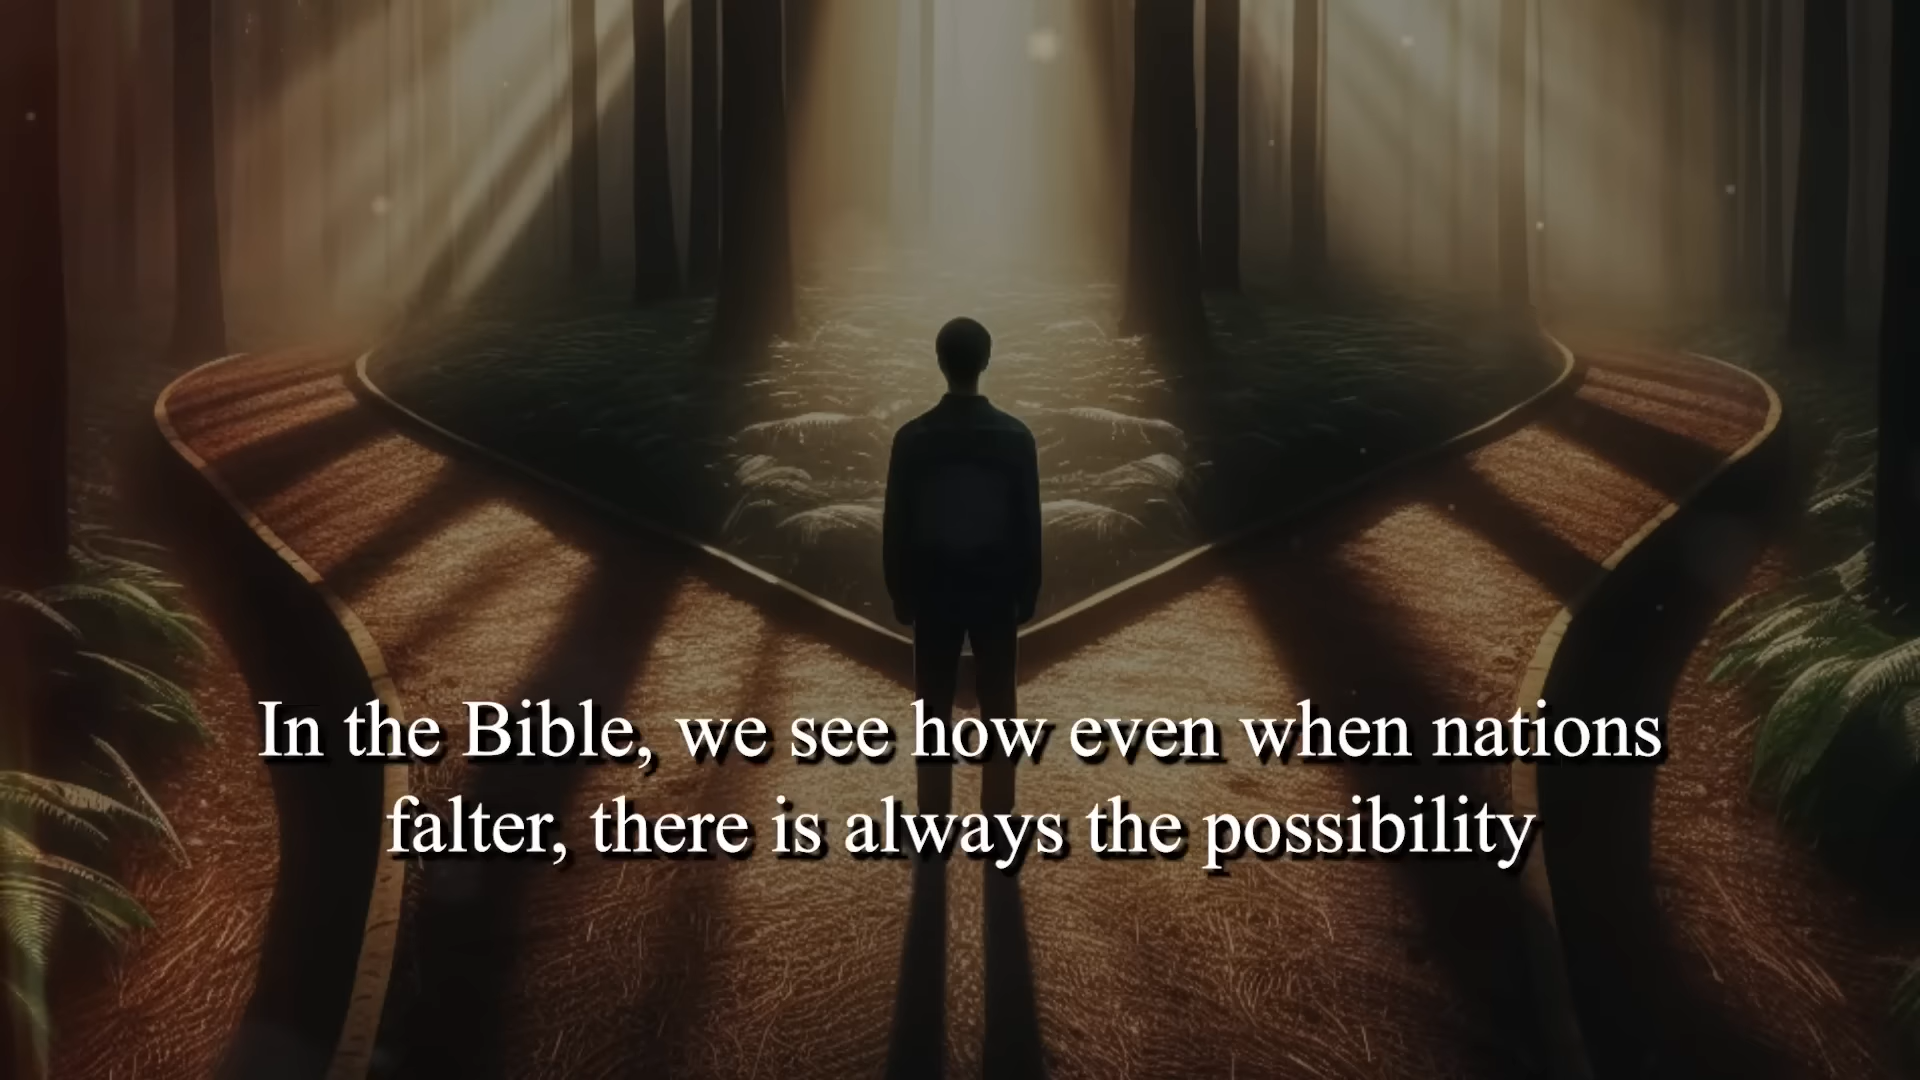 In the Bible, we see how even when nations
falter, there is always the possibility